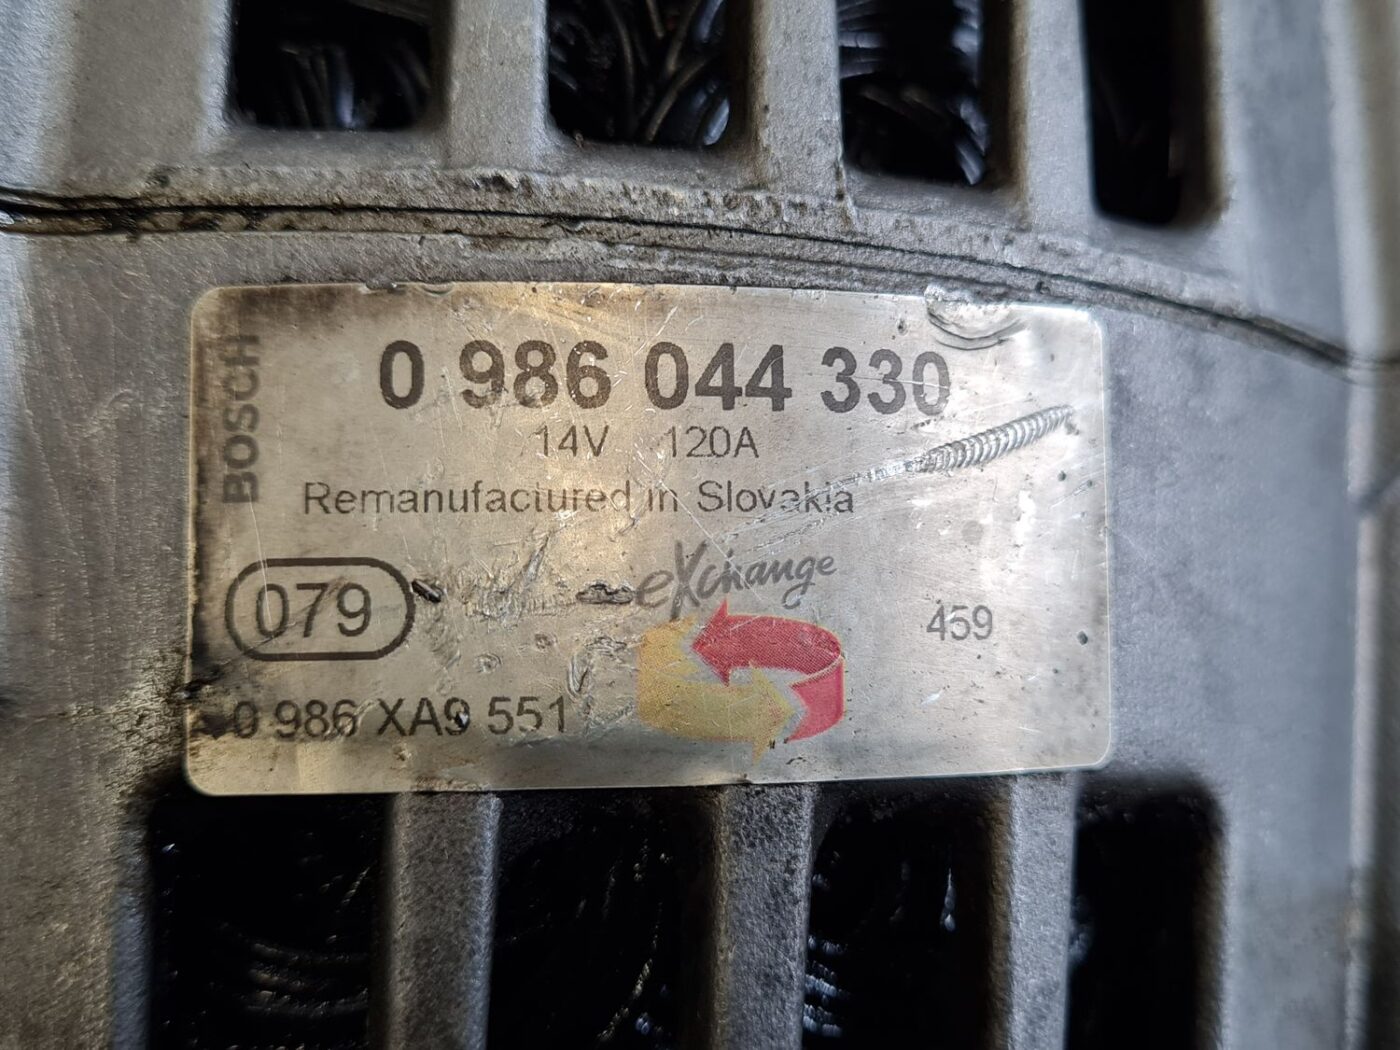 BOSCH
0 986 044 330
14V 120A
Remanufactured in Slovakia
eXchange
079
459
0 986 XA9 551